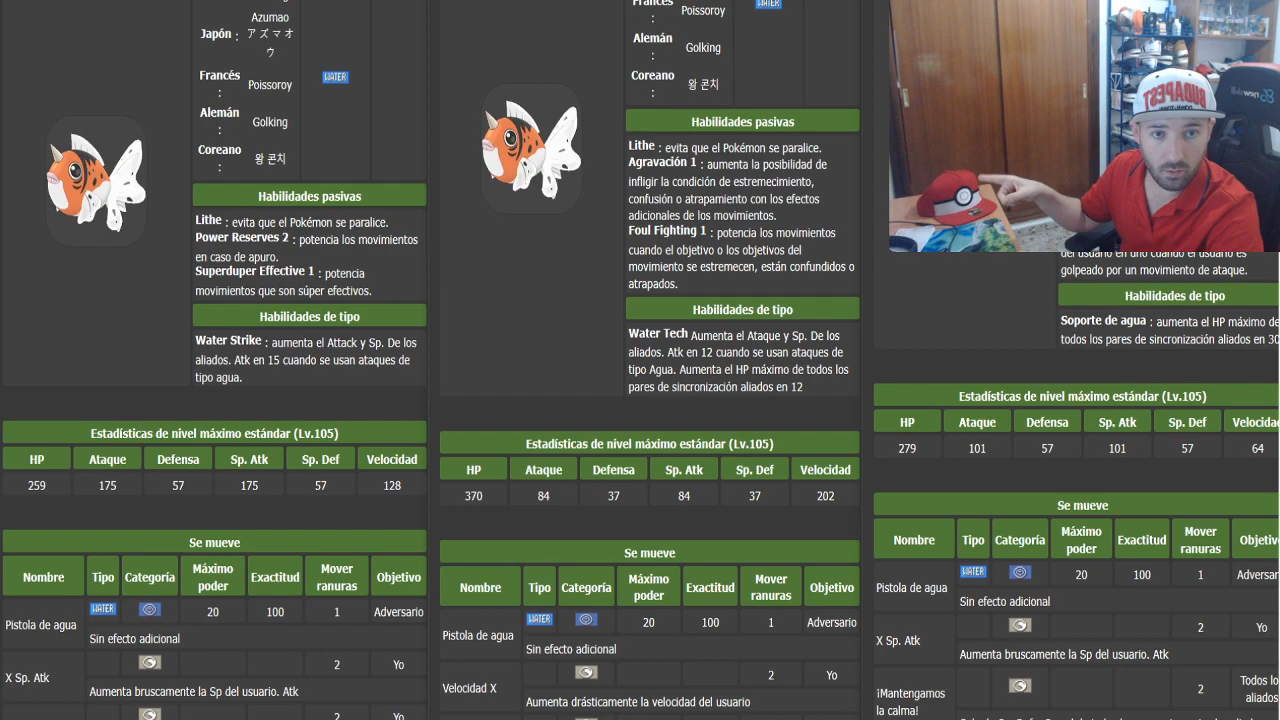 Azumao
Japón :
アズマオ
ウ
Francés
:
Poissoroy
WATER
Alemán
:
Golking
Coreano
:
왕 콘치
Habilidades pasivas
Lithe : evita que el Pokémon se paralice.
Power Reserves 2 : potencia los movimientos
en caso de apuro.
Superduper Effective 1 : potencia
movimientos que son súper efectivos.
Habilidades de tipo
Water Strike : aumenta el Attack y Sp. De los
aliados. Atk en 15 cuando se usan ataques de
tipo agua.
Estadísticas de nivel máximo estándar (Lv.105)
HP Ataque Defensa Sp. Atk Sp. Def Velocidad
259 175 57 175 57 128
Se mueve
Nombre Tipo Categoría Máximo poder Exactitud Mover ranuras Objetivo
Pistola de agua WATER 20 100 1 Adversario
Sin efecto adicional
X Sp. Atk 2 Yo
Aumenta bruscamente la Sp del usuario. Atk
2 Yo
Francés
:
Poissoroy
WATER
Alemán
:
Golking
Coreano
:
왕 콘치
Habilidades pasivas
Lithe : evita que el Pokémon se paralice.
Agravación 1 : aumenta la posibilidad de
infligir la condición de estremecimiento,
confusión o atrapamiento con los efectos
adicionales de los movimientos.
Foul Fighting 1 : potencia los movimientos
cuando el objetivo o los objetivos del
movimiento se estremecen, están confundidos o
atrapados.
Habilidades de tipo
Water Tech Aumenta el Ataque y Sp. De los
aliados. Atk en 12 cuando se usan ataques de
tipo Agua. Aumenta el HP máximo de todos los
pares de sincronización aliados en 12
Estadísticas de nivel máximo estándar (Lv.105)
HP Ataque Defensa Sp. Atk Sp. Def Velocidad
370 84 37 84 37 202
Se mueve
Nombre Tipo Categoría Máximo poder Exactitud Mover ranuras Objetivo
Pistola de agua WATER 20 100 1 Adversario
Sin efecto adicional
Velocidad X 2 Yo
Aumenta drásticamente la velocidad del usuario
BUDAPEST
del usuario en uno cuando el usuario es
golpeado por un movimiento de ataque.
Habilidades de tipo
Soporte de agua : aumenta el HP máximo de
todos los pares de sincronización aliados en 30
Estadísticas de nivel máximo estándar (Lv.105)
HP Ataque Defensa Sp. Atk Sp. Def Velocidad
279 101 57 101 57 64
Se mueve
Nombre Tipo Categoría Máximo poder Exactitud Mover ranuras Objetivo
Pistola de agua WATER 20 100 1 Adversar
Sin efecto adicional
X Sp. Atk 2 Yo
Aumenta bruscamente la Sp del usuario. Atk
¡Mantengamos la calma! 2 Todos lo aliados